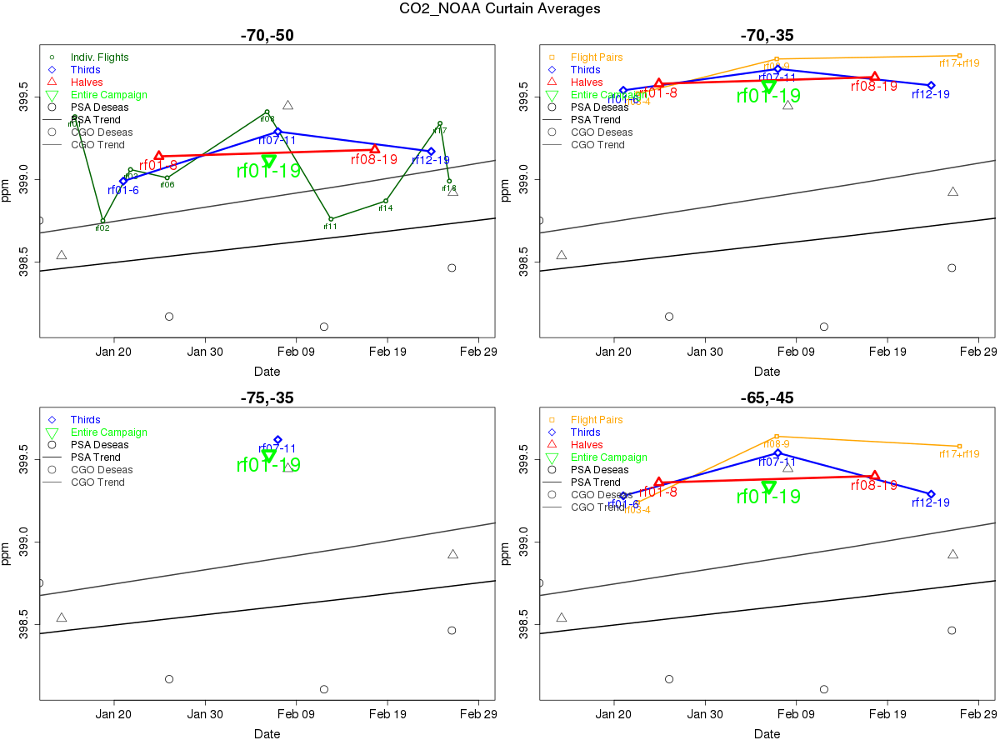 CO2_NOAA Curtain Averages
-70,-50
Indiv. Flights
Thirds
Halves
Entire Campaign
PSA Deseas
PSA Trend
CGO Deseas
CGO Trend
rf01
rf02
rf03
rf06
rf08
rf11
rf14
rf17
rf18
rf01-6
rf07-11
rf12-19
rf01-8
rf08-19
rf01-19
399.5
399.0
398.5
ppm
Jan 20
Jan 30
Feb 09
Feb 19
Feb 29
Date
-70,-35
Flight Pairs
Thirds
Halves
Entire Campaign
PSA Deseas
PSA Trend
CGO Deseas
CGO Trend
rf03-4
rf08-9
rf17+rf19
rf01-6
rf07-11
rf12-19
rf01-8
rf08-19
rf01-19
399.5
399.0
398.5
ppm
Jan 20
Jan 30
Feb 09
Feb 19
Feb 29
Date
-75,-35
Thirds
Entire Campaign
PSA Deseas
PSA Trend
CGO Deseas
CGO Trend
rf07-11
rf01-19
399.5
399.0
398.5
ppm
Jan 20
Jan 30
Feb 09
Feb 19
Feb 29
Date
-65,-45
Flight Pairs
Thirds
Halves
Entire Campaign
PSA Deseas
PSA Trend
CGO Deseas
CGO Trend
rf03-4
rf08-9
rf17+rf19
rf01-6
rf07-11
rf12-19
rf01-8
rf08-19
rf01-19
399.5
399.0
398.5
ppm
Jan 20
Jan 30
Feb 09
Feb 19
Feb 29
Date